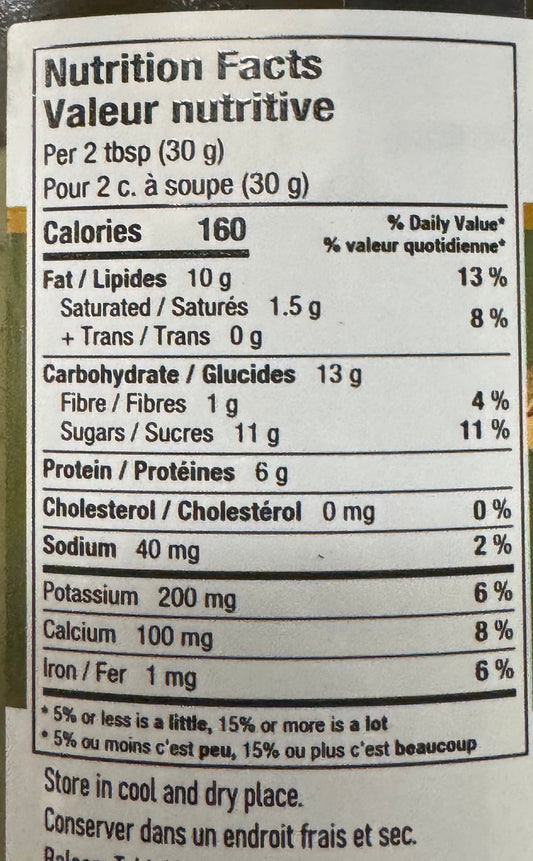 Nutrition Facts
Valeur nutritive
Per 2 tbsp (30 g)
Pour 2 c. à soupe (30 g)
Calories 160 % Daily Value*
% valeur quotidienne*
Fat / Lipides 10 g 13 %
Saturated / Saturés 1.5 g
+ Trans / Trans 0 g 8 %
Carbohydrate / Glucides 13 g
Fibre / Fibres 1 g 4 %
Sugars / Sucres 11 g 11 %
Protein / Protéines 6 g
Cholesterol / Cholestérol 0 mg 0 %
Sodium 40 mg 2 %
Potassium 200 mg 6 %
Calcium 100 mg 8 %
Iron / Fer 1 mg 6 %
* 5% or less is a little, 15% or more is a lot
* 5% ou moins c'est peu, 15% ou plus c'est beaucoup
Store in cool and dry place.
Conserver dans un endroit frais et sec.